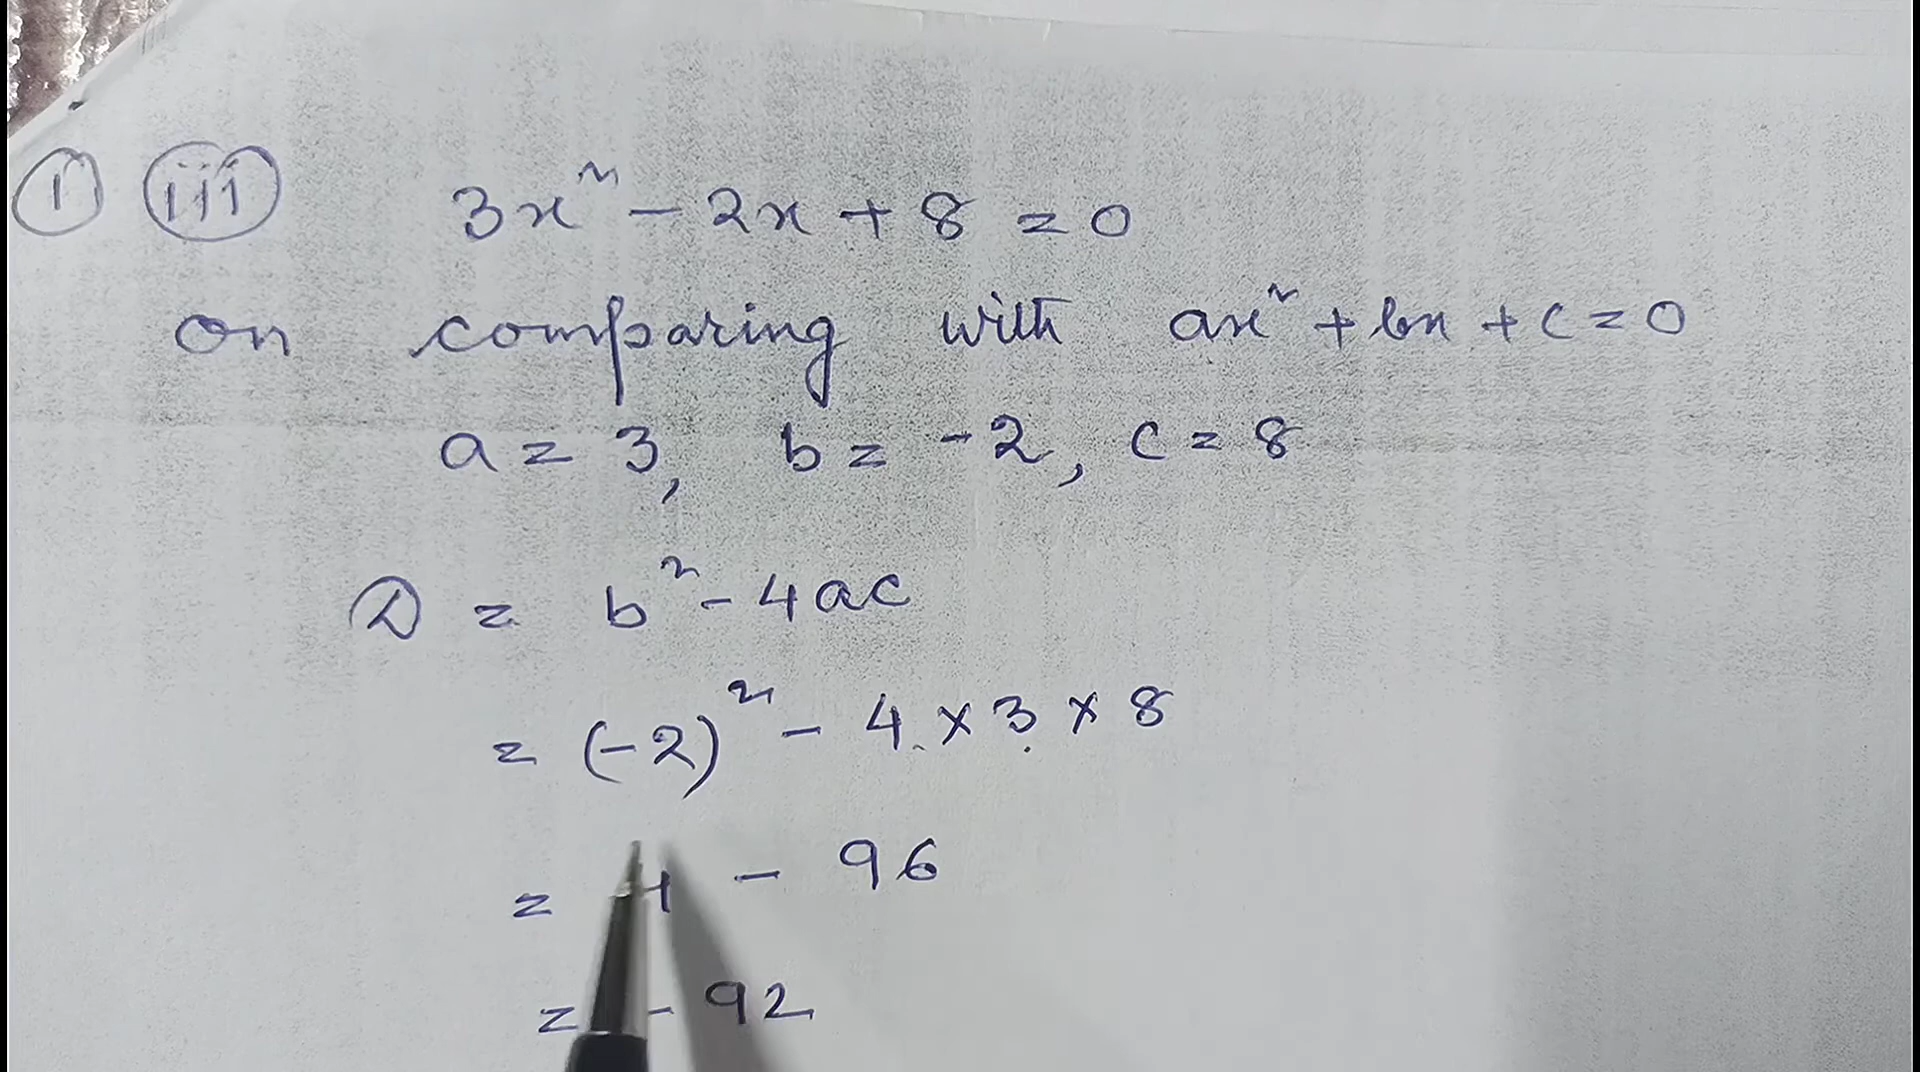 ① ⓘⓘⓘ 3x² - 2x + 8 = 0
on comparing with ax² + bx + c = 0
a = 3, b = -2, c = 8
D = b² - 4ac
= (-2)² - 4 × 3 × 8
= 4 - 96
= - 92